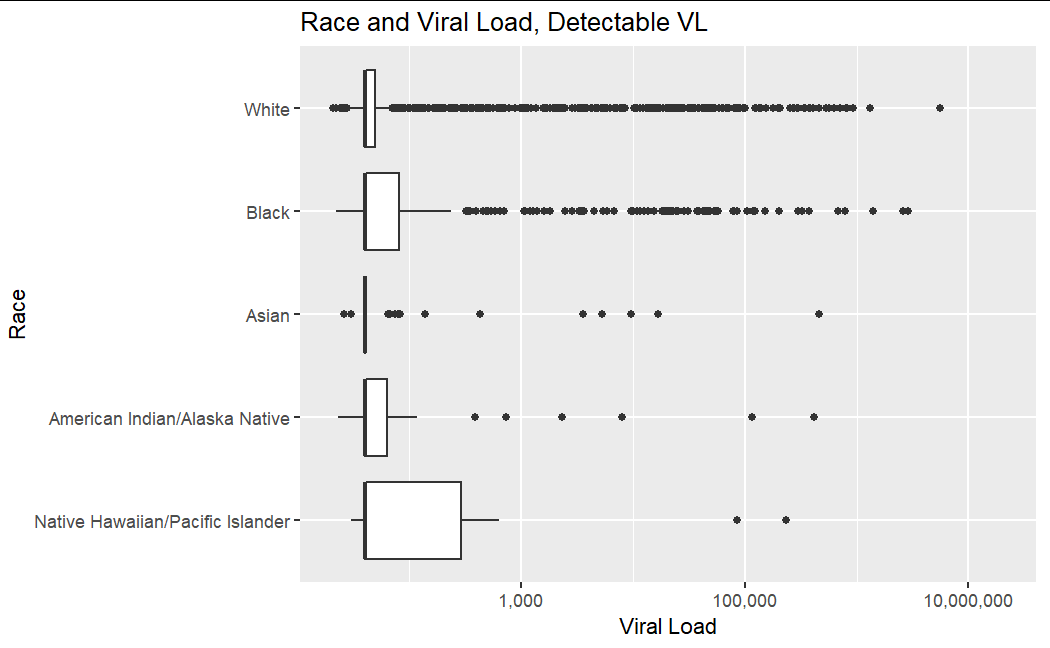 Race and Viral Load, Detectable VL
White
Black
Asian
American Indian/Alaska Native
Native Hawaiian/Pacific Islander
Race
1,000
100,000
10,000,000
Viral Load